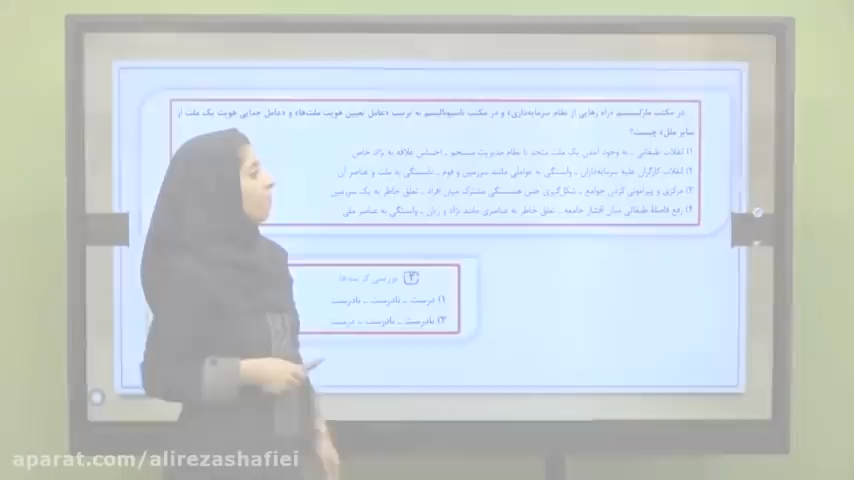 در مکتب مارکسیسم «راه رهایی از نظام سرمایه‌داری» و در مکتب ناسیونالیسم به ترتیب «عامل تعیین هویت ملت‌ها» و «عامل جدایی هویت یک ملت از
سایر ملل» چیست؟
۱) انقلاب طبقاتی ـ به وجود آمدن یک ملت متحد با نظام مدیریت منسجم ـ احساس علاقه به نژاد خاص
۲) انقلاب کارگران علیه سرمایه‌داران ـ وابستگی به عواملی مانند سرزمین و قوم ـ دلبستگی به ملت و عناصر آن
۳) مرکزی و پیرامونی کردن جوامع ـ شکل‌گیری حس همبستگی مشترک میان افراد ـ تعلق خاطر به یک سرزمین
۴) رفع فاصلهٔ طبقاتی میان اقشار جامعه ـ تعلق خاطر به عناصری مانند نژاد و زبان ـ وابستگی به عناصر ملی
۳ بررسی گزینه‌ها:
۱) درست ـ نادرست ـ نادرست
۳) نادرست ـ نادرست ـ درست
aparat.com/alirezashafiei